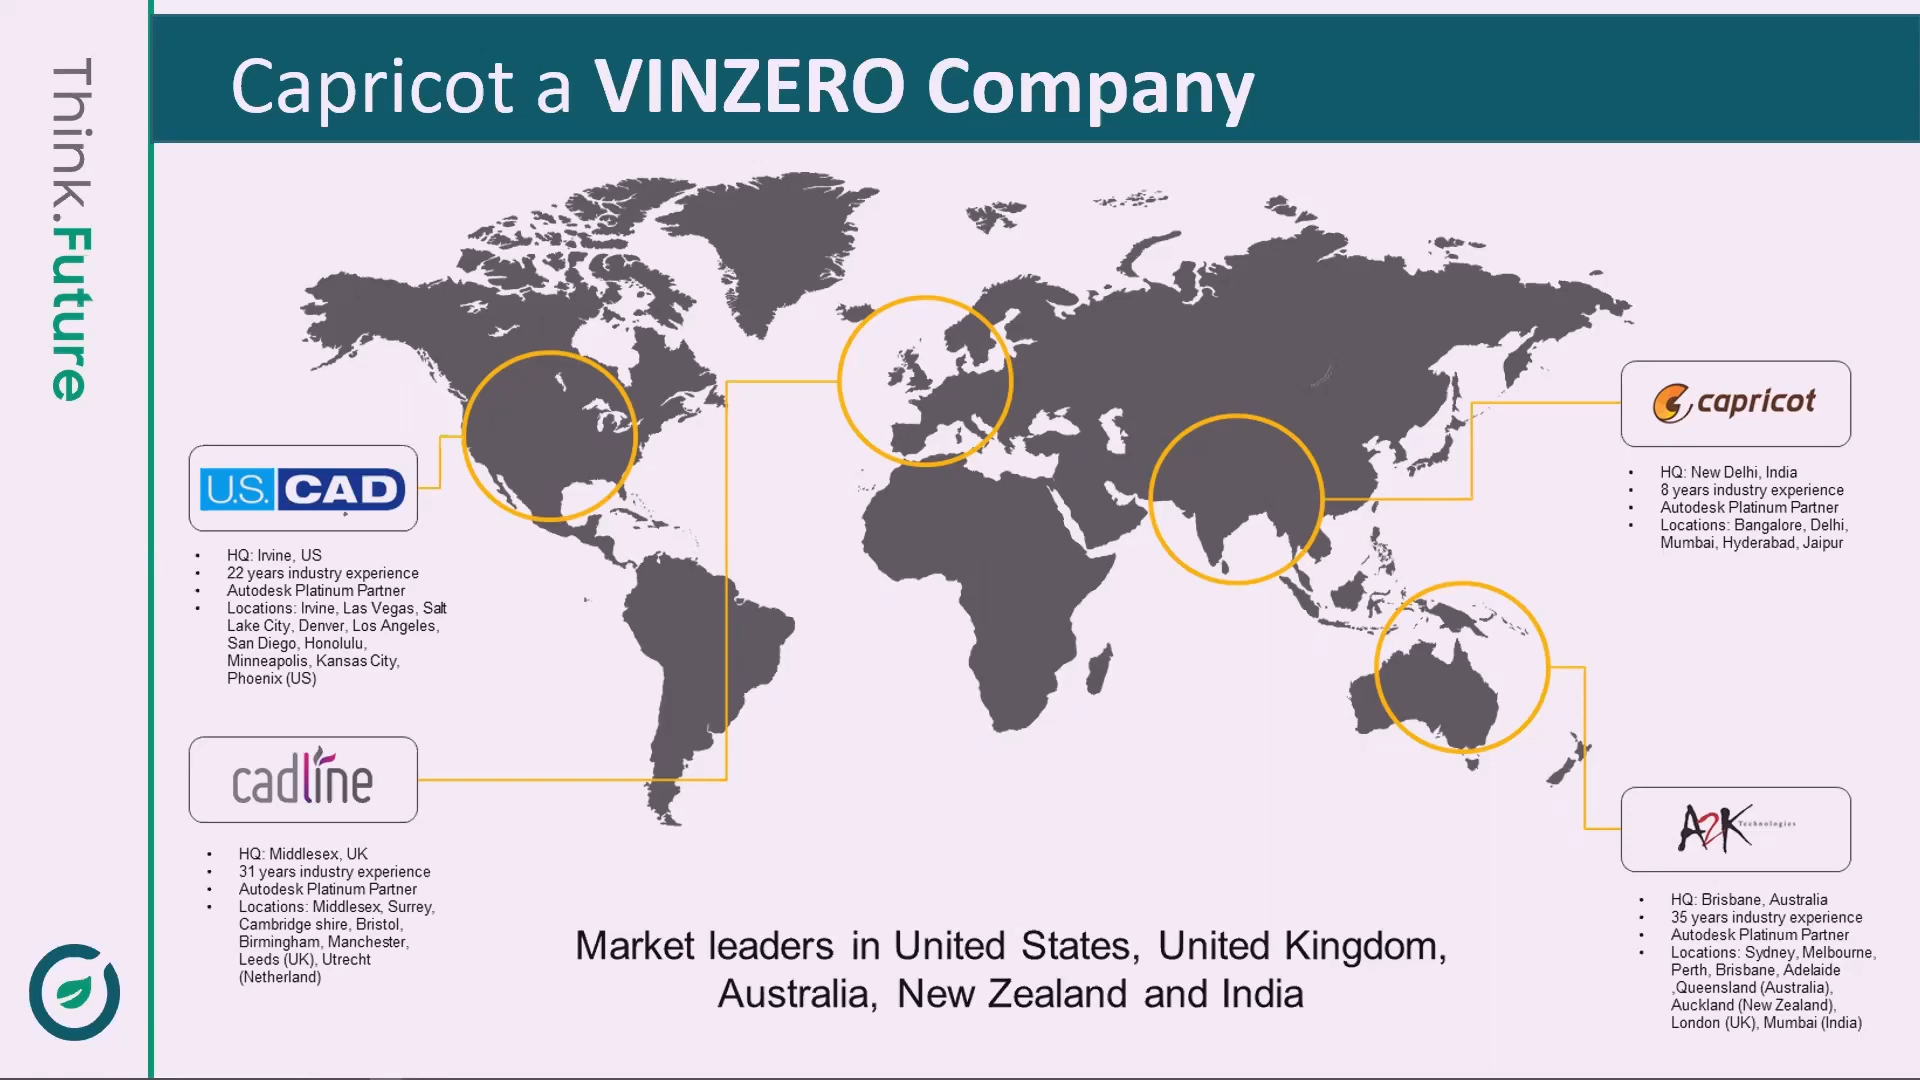 Think.Future
Capricot a VINZERO Company
U.S. CAD
• HQ: Irvine, US
• 22 years industry experience
• Autodesk Platinum Partner
• Locations: Irvine, Las Vegas, Salt
Lake City, Denver, Los Angeles,
San Diego, Honolulu,
Minneapolis, Kansas City,
Phoenix (US)
cadline
• HQ: Middlesex, UK
• 31 years industry experience
• Autodesk Platinum Partner
• Locations: Middlesex, Surrey,
Cambridge shire, Bristol,
Birmingham, Manchester,
Leeds (UK), Utrecht
(Netherland)
capricot
• HQ: New Delhi, India
• 8 years industry experience
• Autodesk Platinum Partner
• Locations: Bangalore, Delhi,
Mumbai, Hyderabad, Jaipur
A2K Technologies
• HQ: Brisbane, Australia
• 35 years industry experience
• Autodesk Platinum Partner
• Locations: Sydney, Melbourne,
Perth, Brisbane, Adelaide
,Queensland (Australia),
Auckland (New Zealand),
London (UK), Mumbai (India)
Market leaders in United States, United Kingdom,
Australia, New Zealand and India